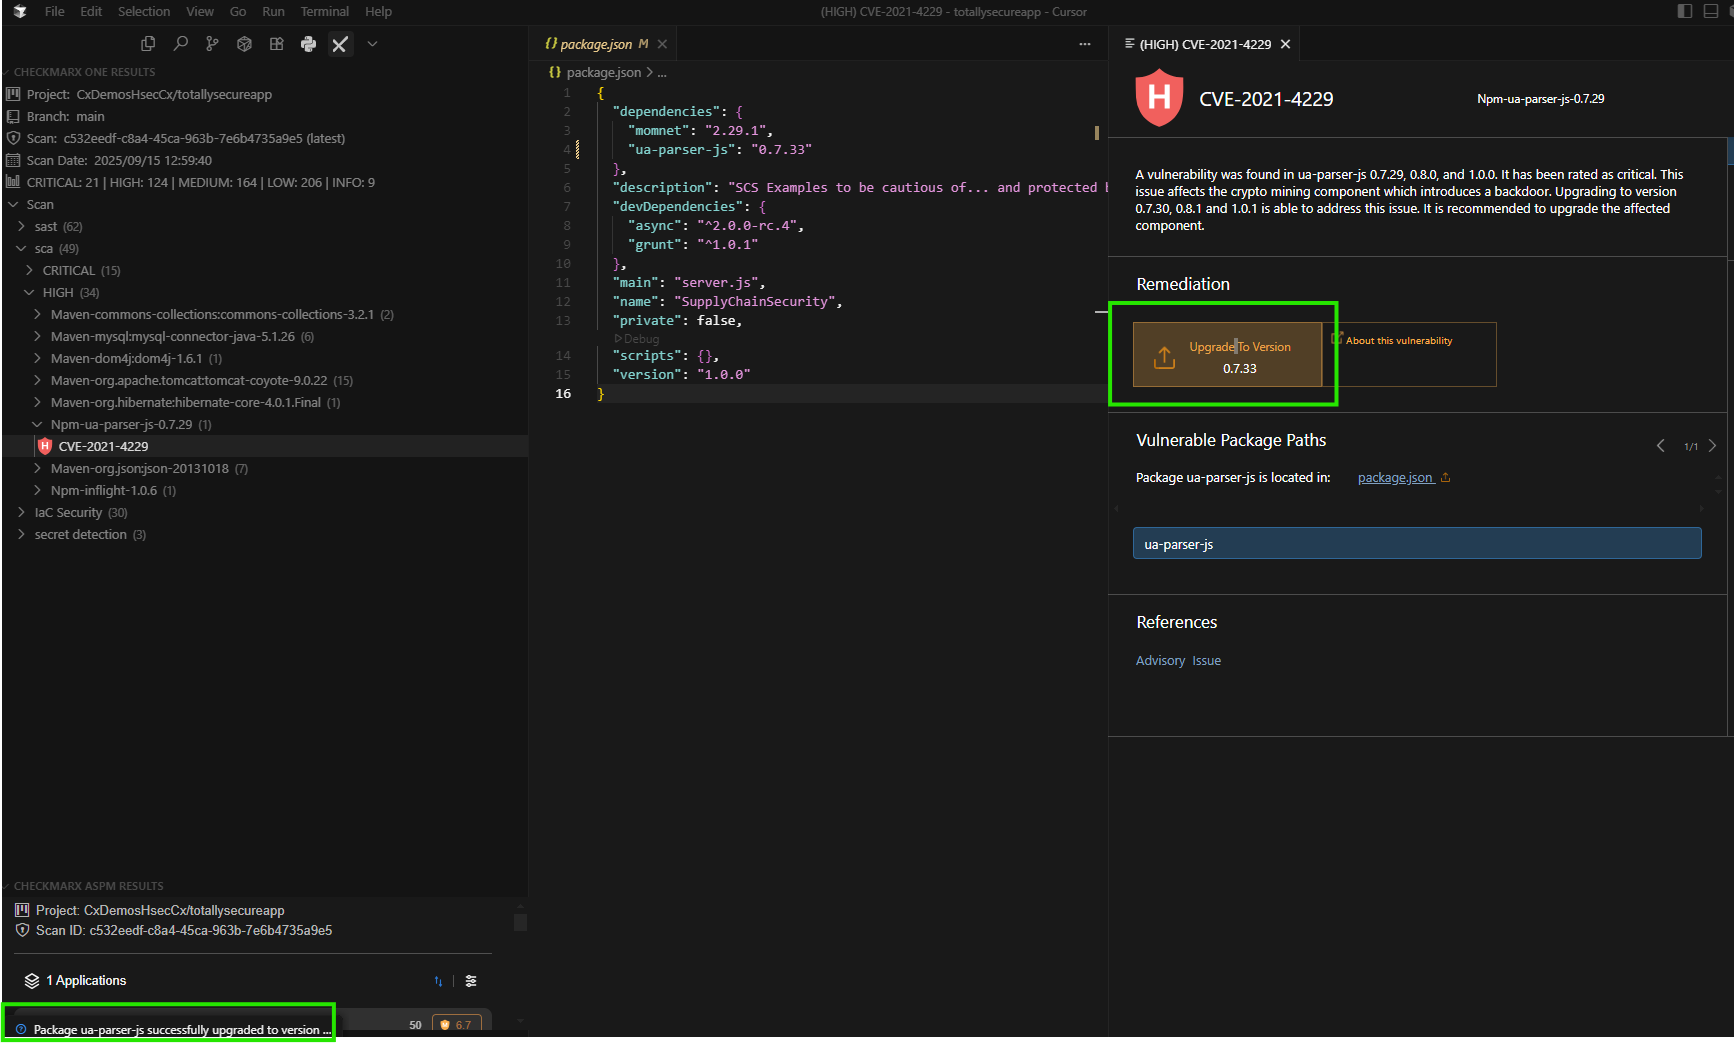 File Edit Selection View Go Run Terminal Help
(HIGH) CVE-2021-4229 - totallysecureapp - Cursor
CHECKMARX ONE RESULTS
Project: CxDemosHsecCx/totallysecureapp
Branch: main
Scan: c532eedf-c8a4-45ca-963b-7e6b4735a9e5 (latest)
Scan Date: 2025/09/15 12:59:40
CRITICAL: 21 | HIGH: 124 | MEDIUM: 164 | LOW: 206 | INFO: 9
Scan
sast (62)
sca (49)
CRITICAL (15)
HIGH (34)
Maven-commons-collections:commons-collections-3.2.1 (2)
Maven-mysql:mysql-connector-java-5.1.26 (6)
Maven-dom4j:dom4j-1.6.1 (1)
Maven-org.apache.tomcat:tomcat-coyote-9.0.22 (15)
Maven-org.hibernate:hibernate-core-4.0.1.Final (1)
Npm-ua-parser-js-0.7.29 (1)
H CVE-2021-4229
Maven-org.json:json-20131018 (7)
Npm-inflight-1.0.6 (1)
IaC Security (30)
secret detection (3)
CHECKMARX ASPM RESULTS
Project: CxDemosHsecCx/totallysecureapp
Scan ID: c532eedf-c8a4-45ca-963b-7e6b4735a9e5
1 Applications
50 6.7
Package ua-parser-js successfully upgraded to version ...
{} package.json M
{} package.json > ...
1 {
2 "dependencies": {
3 "momnet": "2.29.1",
4 "ua-parser-js": "0.7.33"
5 },
6 "description": "SCS Examples to be cautious of... and protected b
7 "devDependencies": {
8 "async": "^2.0.0-rc.4",
9 "grunt": "^1.0.1"
10 },
11 "main": "server.js",
12 "name": "SupplyChainSecurity",
13 "private": false,
Debug
14 "scripts": {},
15 "version": "1.0.0"
16 }
(HIGH) CVE-2021-4229
H CVE-2021-4229 Npm-ua-parser-js-0.7.29
A vulnerability was found in ua-parser-js 0.7.29, 0.8.0, and 1.0.0. It has been rated as critical. This
issue affects the crypto mining component which introduces a backdoor. Upgrading to version
0.7.30, 0.8.1 and 1.0.1 is able to address this issue. It is recommended to upgrade the affected
component.
Remediation
Upgrade To Version
0.7.33
About this vulnerability
Vulnerable Package Paths
1/1
Package ua-parser-js is located in: package.json
ua-parser-js
References
Advisory Issue